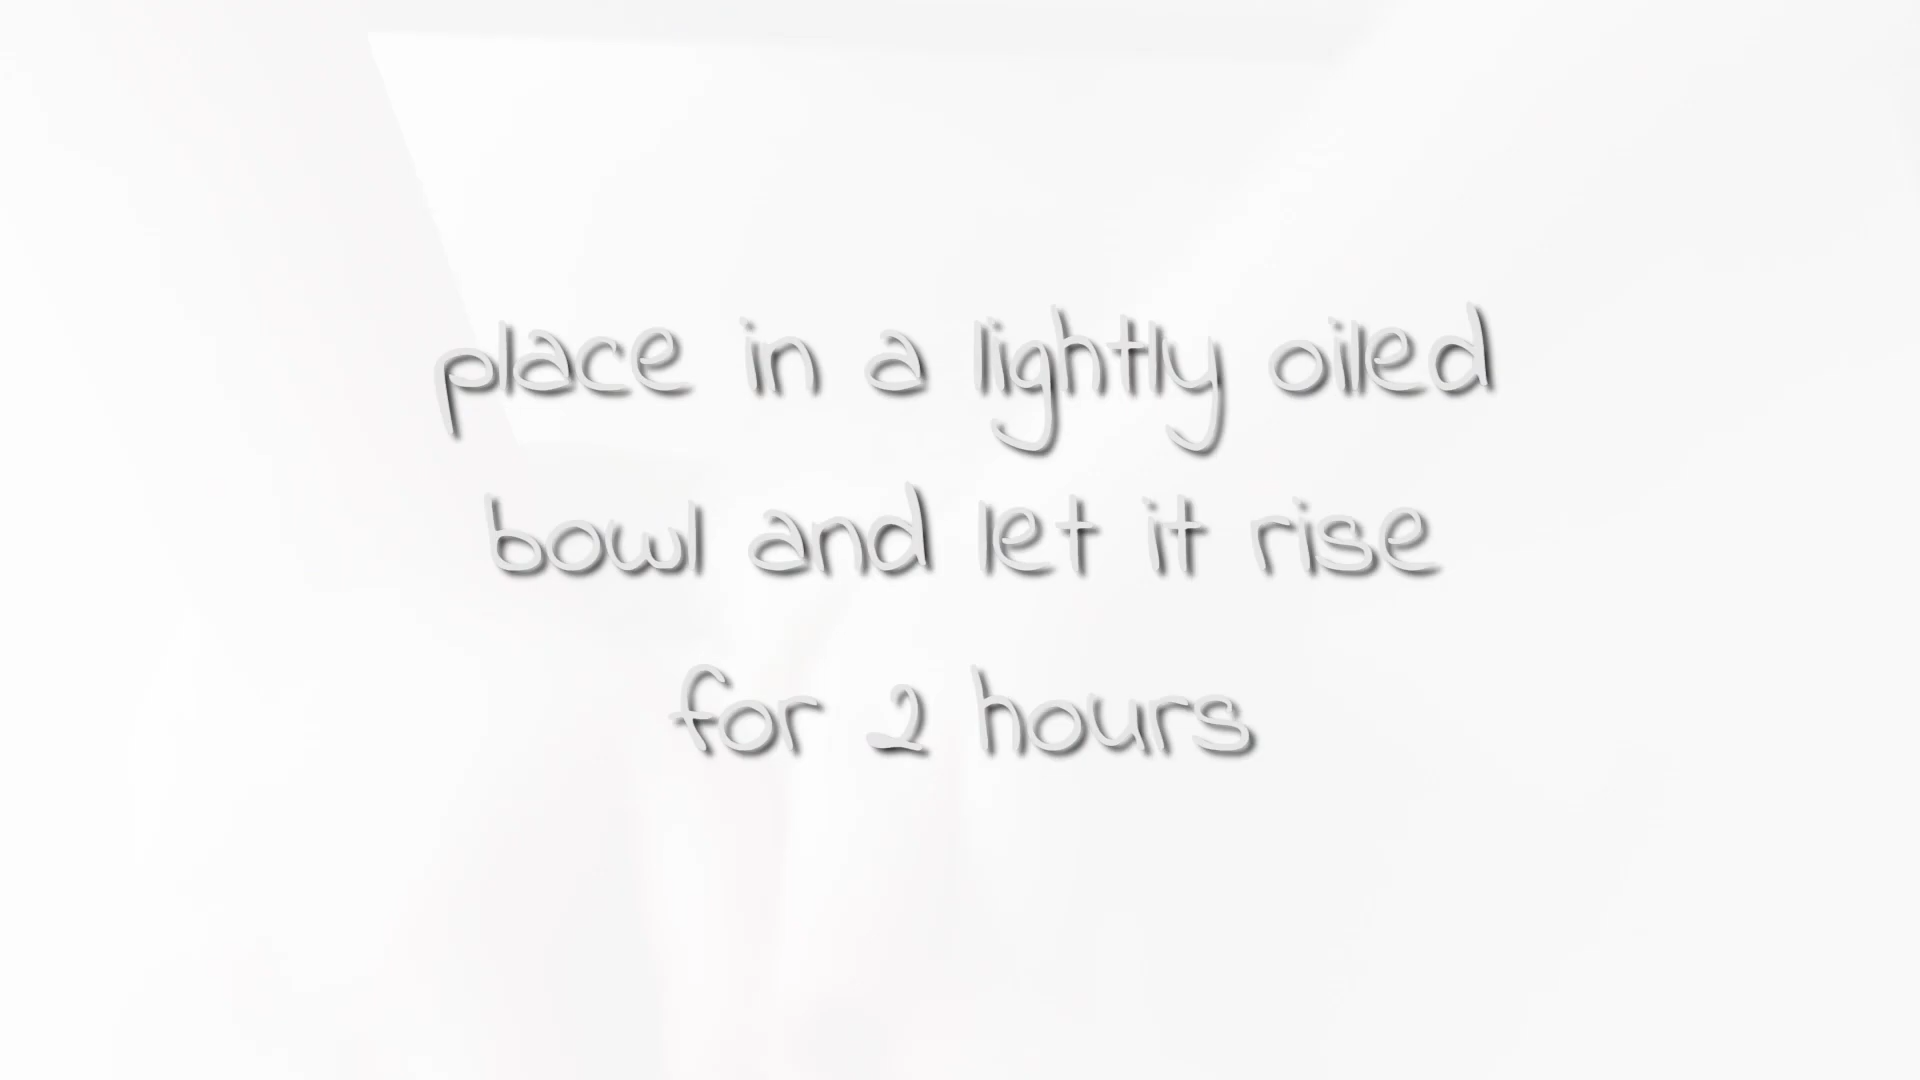 place in a lightly oiled
bowl and let it rise
for 2 hours